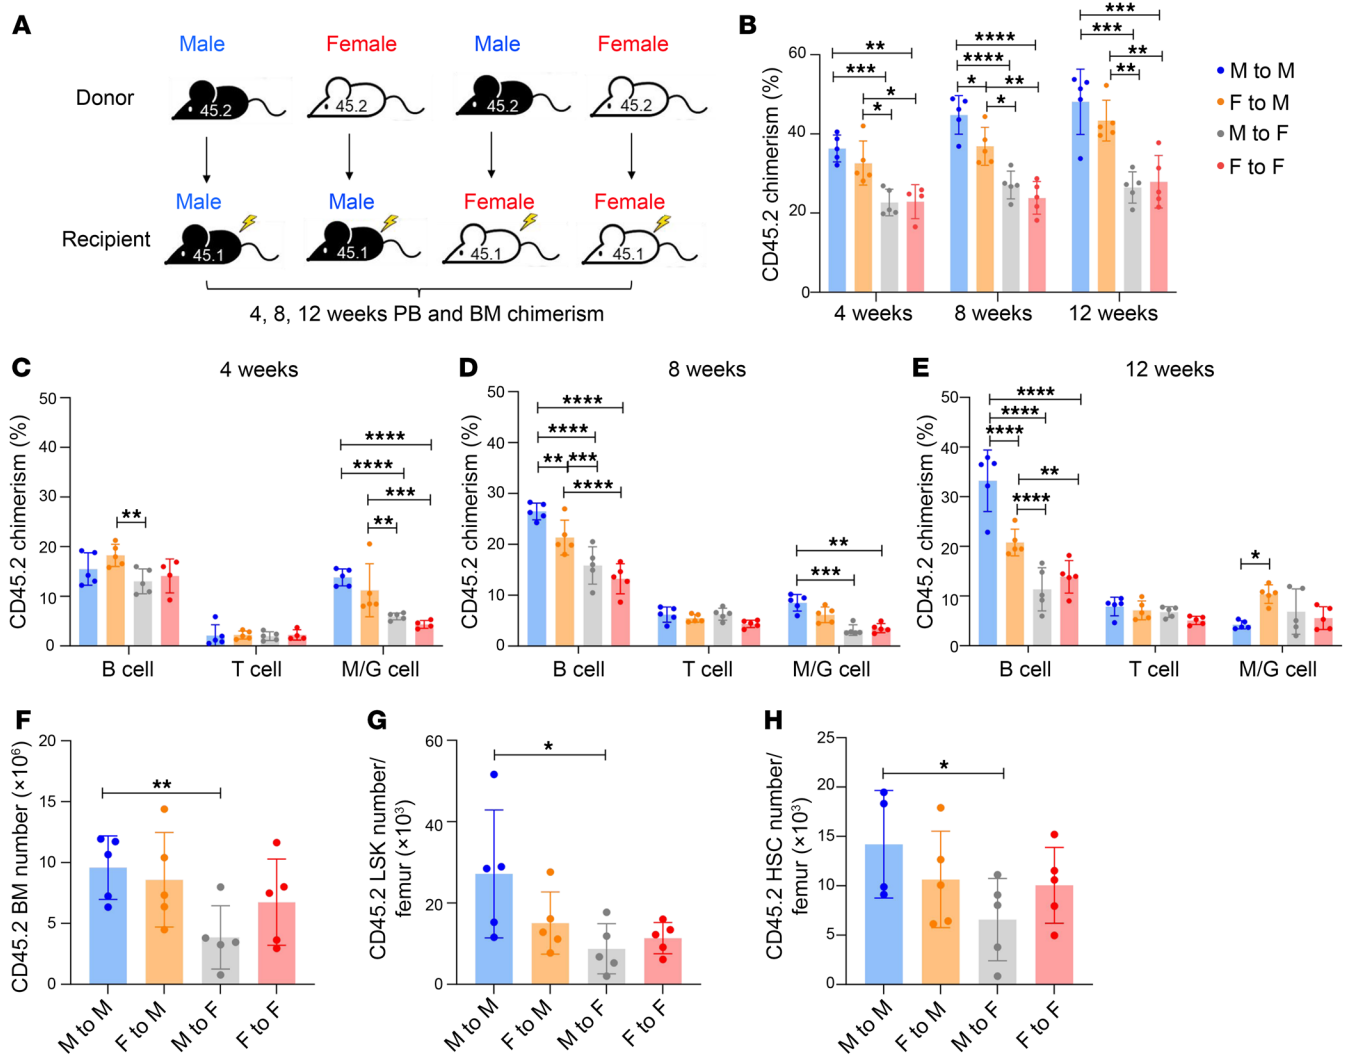 A
Male Female Male Female
Donor
45.2 45.2 45.2 45.2
Male Male Female Female
Recipient
45.1 45.1 45.1 45.1
4, 8, 12 weeks PB and BM chimerism
B
CD45.2 chimerism (%)
60
40
20
0
** *** * *
**** **** * ** *
*** *** ** **
4 weeks 8 weeks 12 weeks
M to M
F to M
M to F
F to F
C
4 weeks
CD45.2 chimerism (%)
50
40
30
20
10
0
**
**** **** *** **
B cell T cell M/G cell
D
8 weeks
CD45.2 chimerism (%)
50
40
30
20
10
0
**** **** ** *** ****
** ***
B cell T cell M/G cell
E
12 weeks
CD45.2 chimerism (%)
50
40
30
20
10
0
**** **** **** ** ****
*
B cell T cell M/G cell
F
CD45.2 BM number (×10⁶)
20
15
10
5
0
**
M to M F to M M to F F to F
G
CD45.2 LSK number/
femur (×10³)
60
40
20
0
*
M to M F to M M to F F to F
H
CD45.2 HSC number/
femur (×10³)
25
20
15
10
5
0
*
M to M F to M M to F F to F